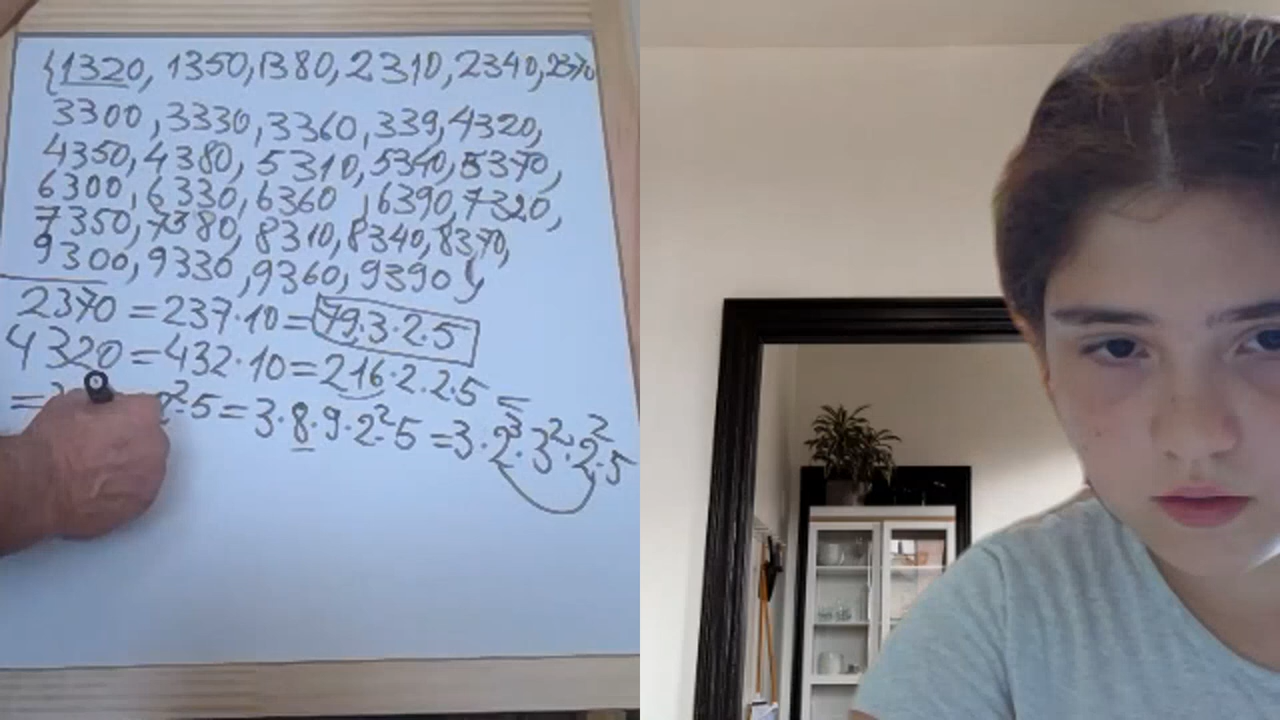 {1320, 1350, 1380, 2310, 2340, 2370
3300, 3330, 3360, 339, 4320,
4350, 4380, 5310, 5340, 5370,
6300, 6330, 6360, 6390, 7320,
7350, 7380, 8310, 8340, 8370,
9300, 9330, 9360, 9390}
2370 = 237·10 = 79·3·2·5
4320 = 432·10 = 216·2·2·5 =
= 2²·5 = 3·8·9·2²·5 = 3·2³·3²·2²·5